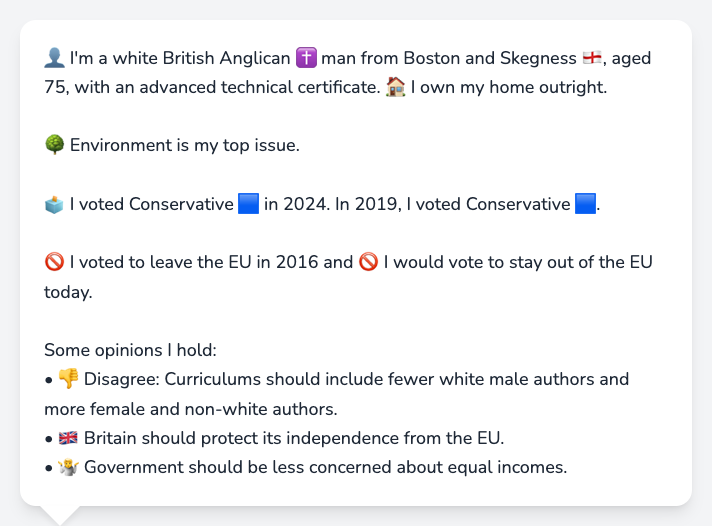 👤 I'm a white British Anglican ✝️ man from Boston and Skegness 🏴󠁧󠁢󠁥󠁮󠁧󠁿, aged
75, with an advanced technical certificate. 🏠 I own my home outright.
🌳 Environment is my top issue.
🗳️ I voted Conservative 🟦 in 2024. In 2019, I voted Conservative 🟦.
🚫 I voted to leave the EU in 2016 and 🚫 I would vote to stay out of the EU
today.
Some opinions I hold:
• 👎 Disagree: Curriculums should include fewer white male authors and
more female and non-white authors.
• 🇬🇧 Britain should protect its independence from the EU.
• 🤷 Government should be less concerned about equal incomes.